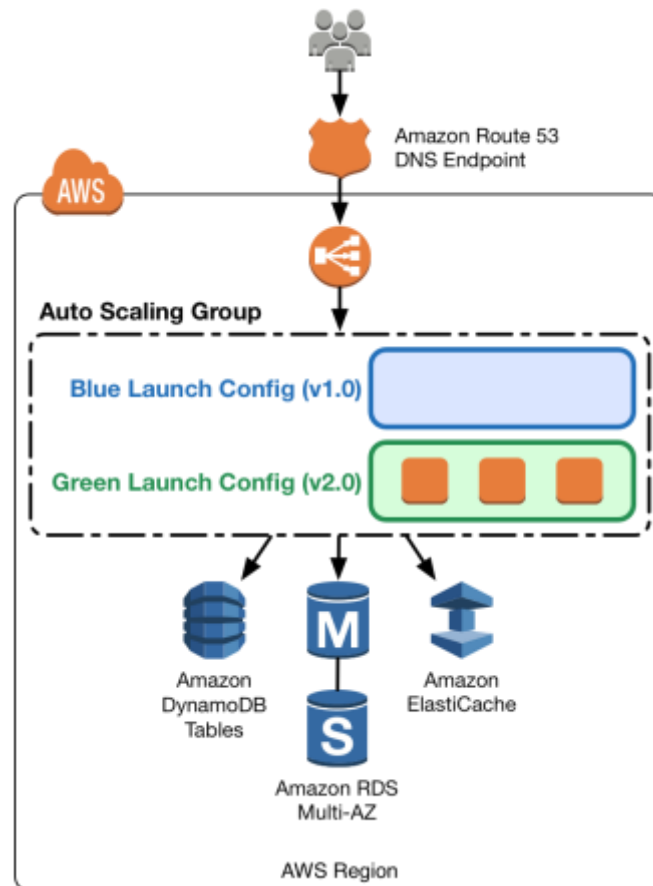 Amazon Route 53
DNS Endpoint
AWS
Auto Scaling Group
Blue Launch Config (v1.0)
Green Launch Config (v2.0)
M
Amazon
DynamoDB
Tables
Amazon
ElastiCache
S
Amazon RDS
Multi-AZ
AWS Region